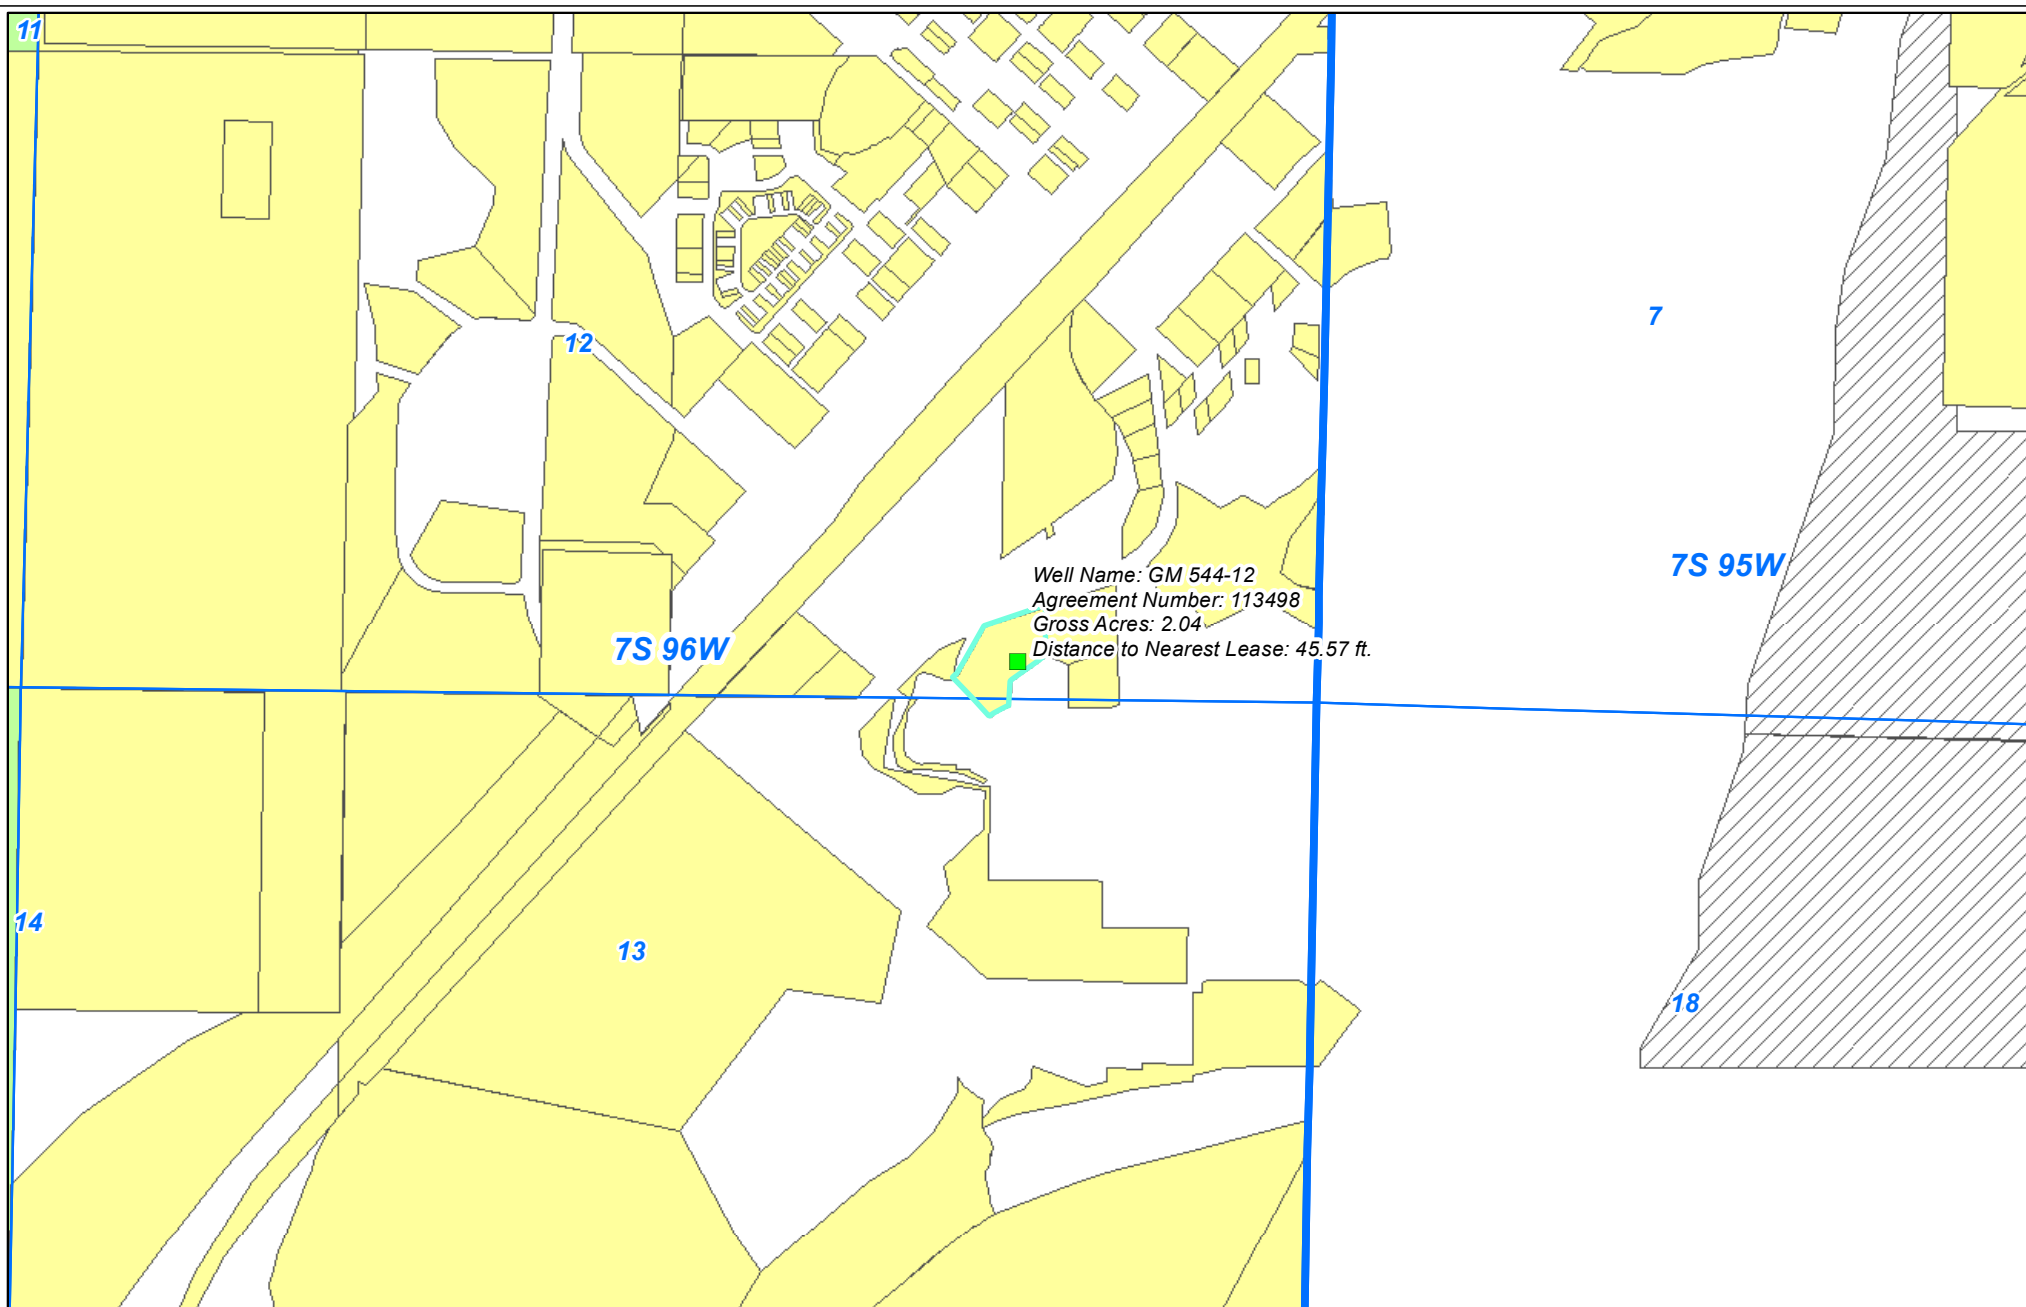 11
7
12
7S 95W
Well Name: GM 544-12
Agreement Number: 113498
Gross Acres: 2.04
Distance to Nearest Lease: 45.57 ft.
7S 96W
14
13
18